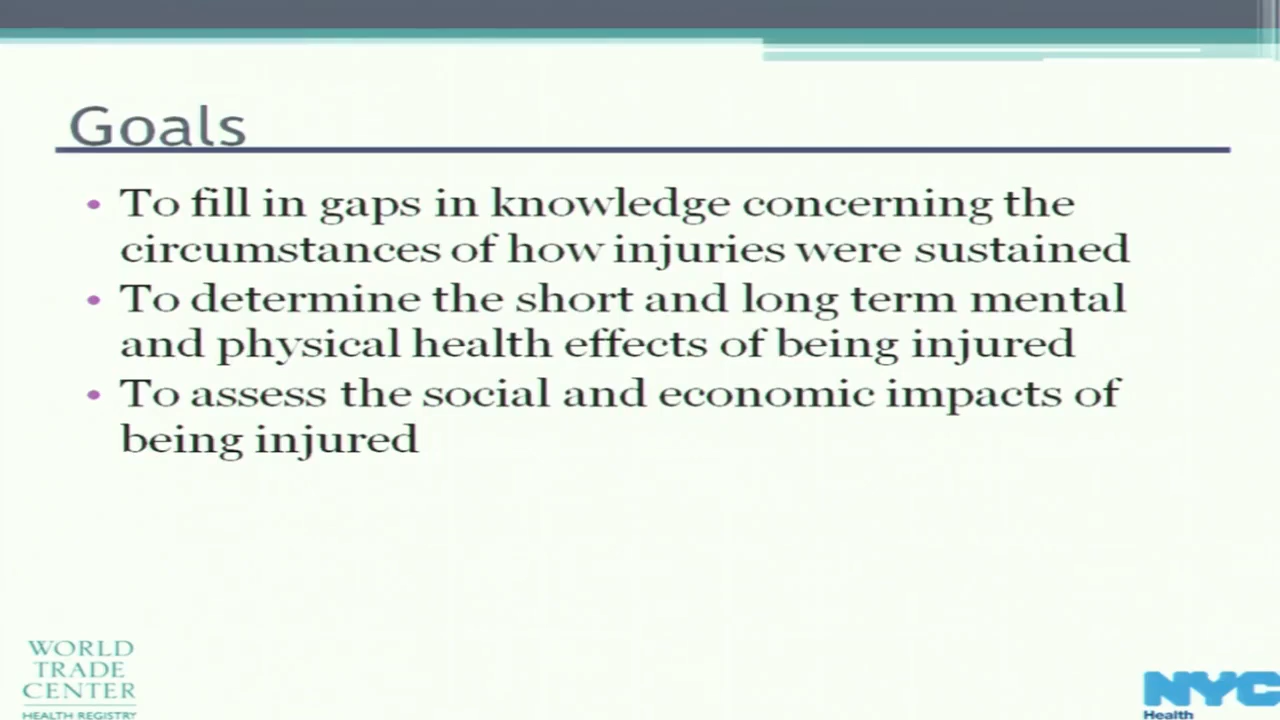 Goals
• To fill in gaps in knowledge concerning the
circumstances of how injuries were sustained
• To determine the short and long term mental
and physical health effects of being injured
• To assess the social and economic impacts of
being injured
WORLD
TRADE
CENTER
HEALTH REGISTRY
NYC
Health